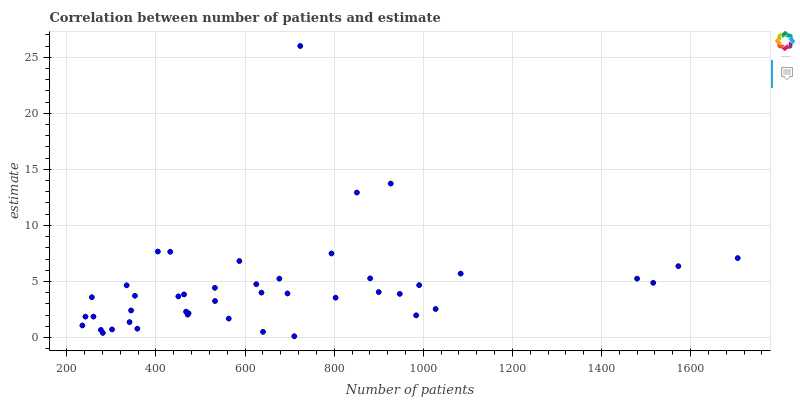 Correlation between number of patients and estimate
25
20
15
10
5
0
estimate
200 400 600 800 1000 1200 1400 1600
Number of patients